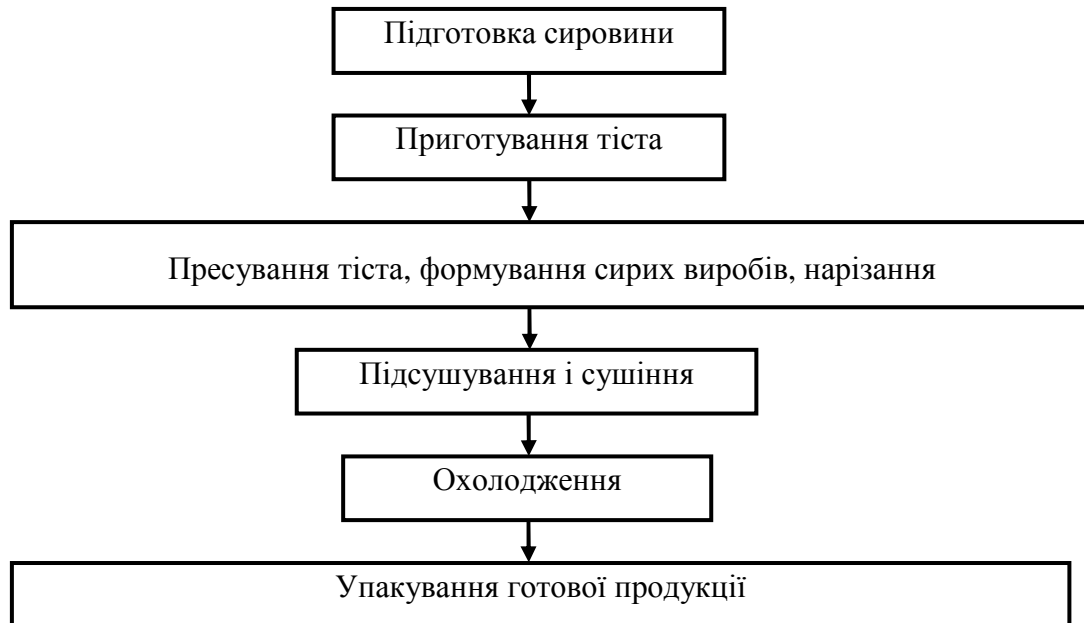 Підготовка сировини
Приготування тіста
Пресування тіста, формування сирих виробів, нарізання
Підсушування і сушіння
Охолодження
Упакування готової продукції